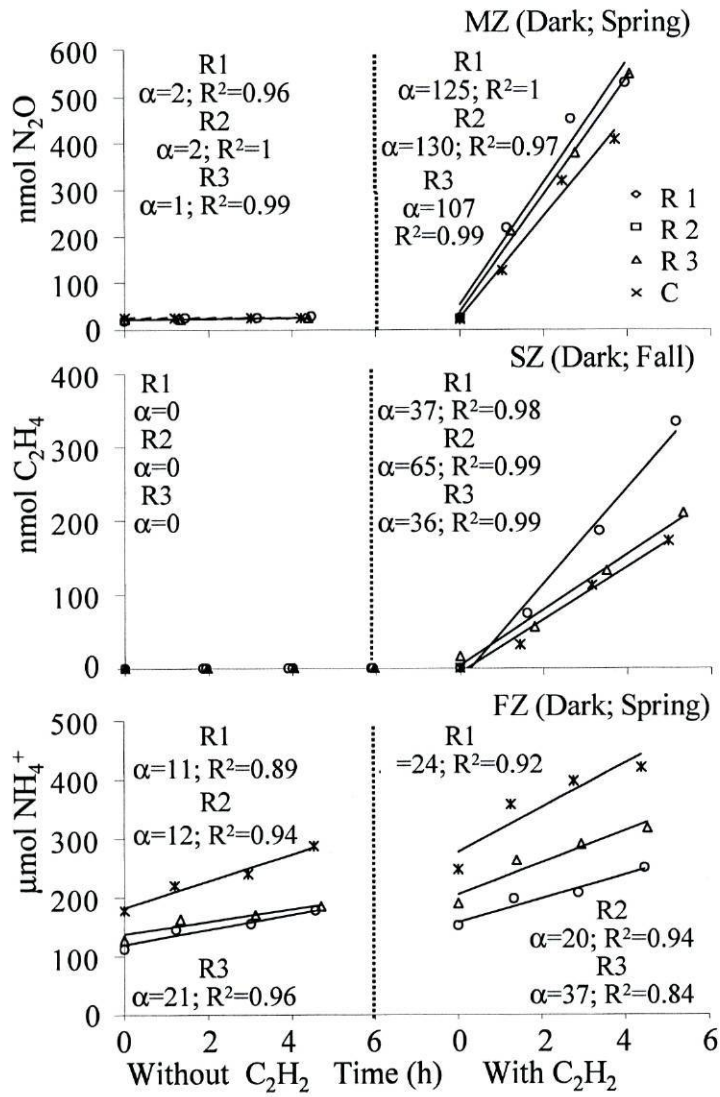 MZ (Dark; Spring)
nmol N₂O
600
500
400
300
200
100
0
R1
α=2; R²=0.96
R2
α=2; R²=1
R3
α=1; R²=0.99
R1
α=125; R²=1
R2
α=130; R²=0.97
R3
α=107
R²=0.99
R 1
R 2
R 3
C
SZ (Dark; Fall)
nmol C₂H₄
400
300
200
100
0
R1
α=0
R2
α=0
R3
α=0
R1
α=37; R²=0.98
R2
α=65; R²=0.99
R3
α=36; R²=0.99
FZ (Dark; Spring)
µmol NH₄⁺
500
400
300
200
100
0
R1
α=11; R²=0.89
R2
α=12; R²=0.94
R3
α=21; R²=0.96
R1
=24; R²=0.92
R2
α=20; R²=0.94
R3
α=37; R²=0.84
0 2 4 6 0 2 4 6
Without C₂H₂ Time (h) With C₂H₂